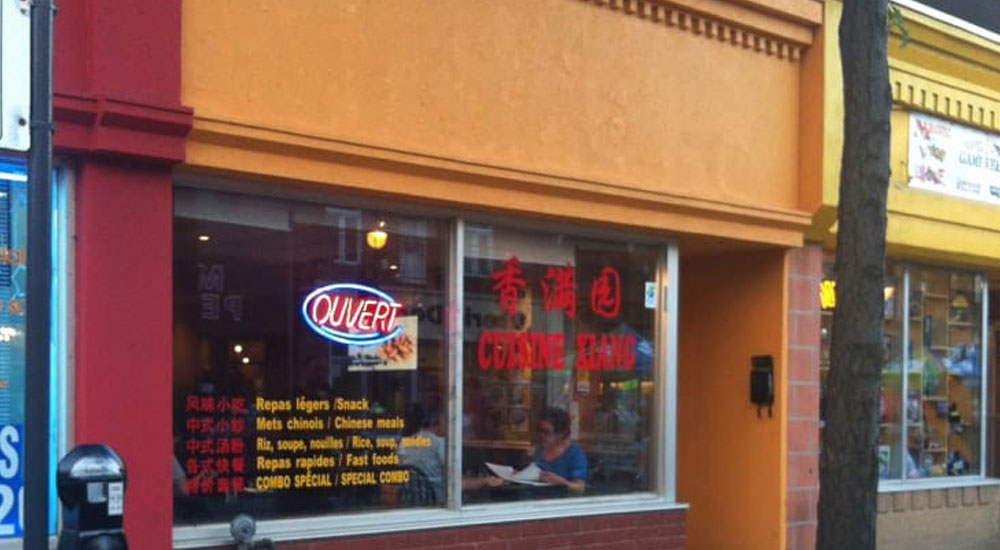 OUVERT
香满园
CUISINE XIANG
风味小吃 Repas légers / Snack
中式小炒 Mets chinois / Chinese meals
中式汤粉 Riz, soupe, nouilles / Rice, soup, noodles
各式快餐 Repas rapides / Fast foods
特价套餐 COMBO SPÉCIAL / SPECIAL COMBO
GAME
S